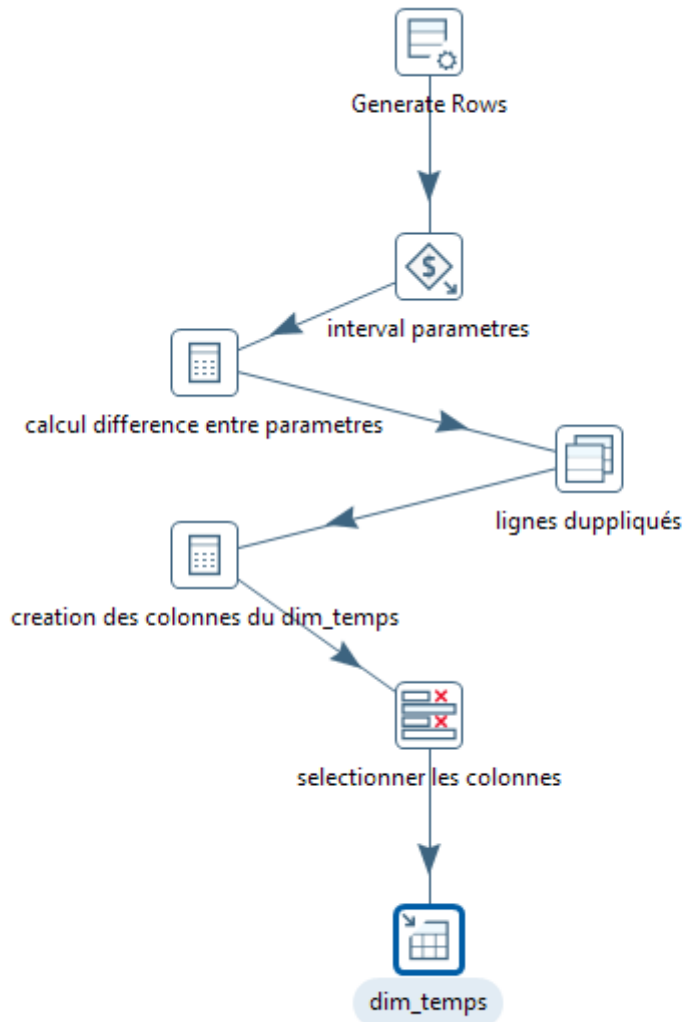 Generate Rows
interval parametres
calcul difference entre parametres
lignes duppliqués
creation des colonnes du dim_temps
selectionner les colonnes
dim_temps